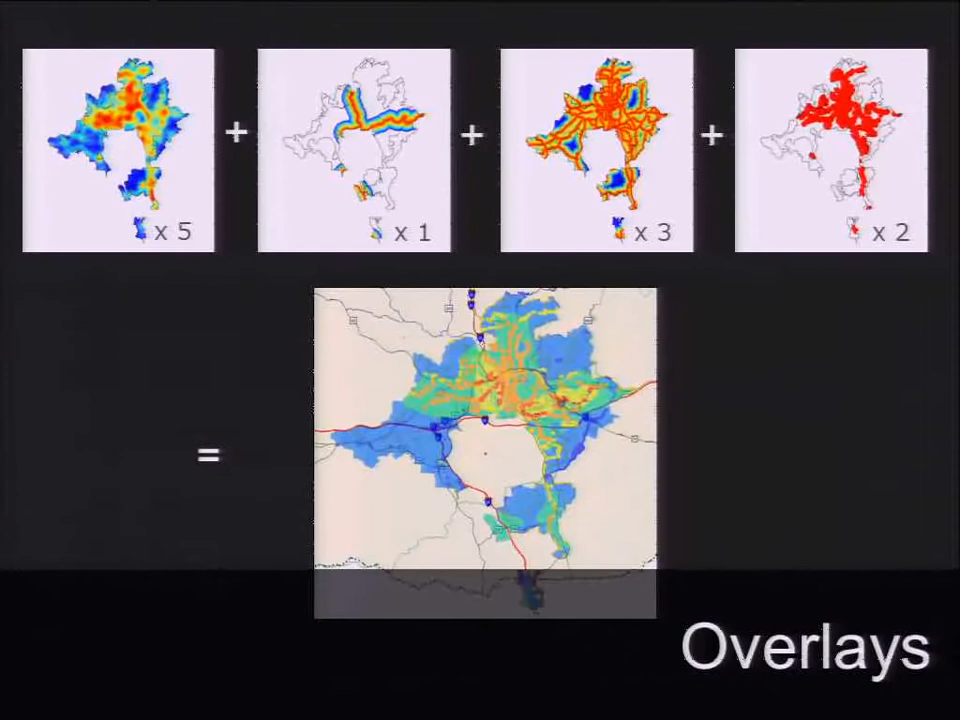 x 5
+
x 1
+
x 3
+
x 2
=
Overlays